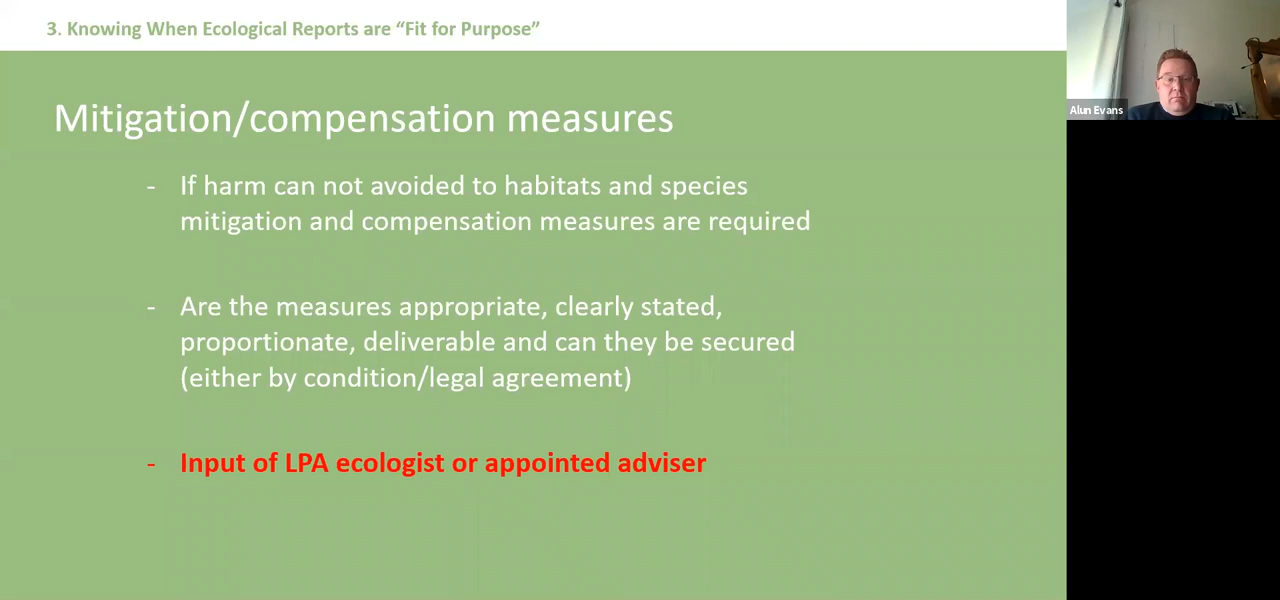 3. Knowing When Ecological Reports are “Fit for Purpose”
Alun Evans
Mitigation/compensation measures
- If harm can not avoided to habitats and species
mitigation and compensation measures are required
- Are the measures appropriate, clearly stated,
proportionate, deliverable and can they be secured
(either by condition/legal agreement)
- Input of LPA ecologist or appointed adviser